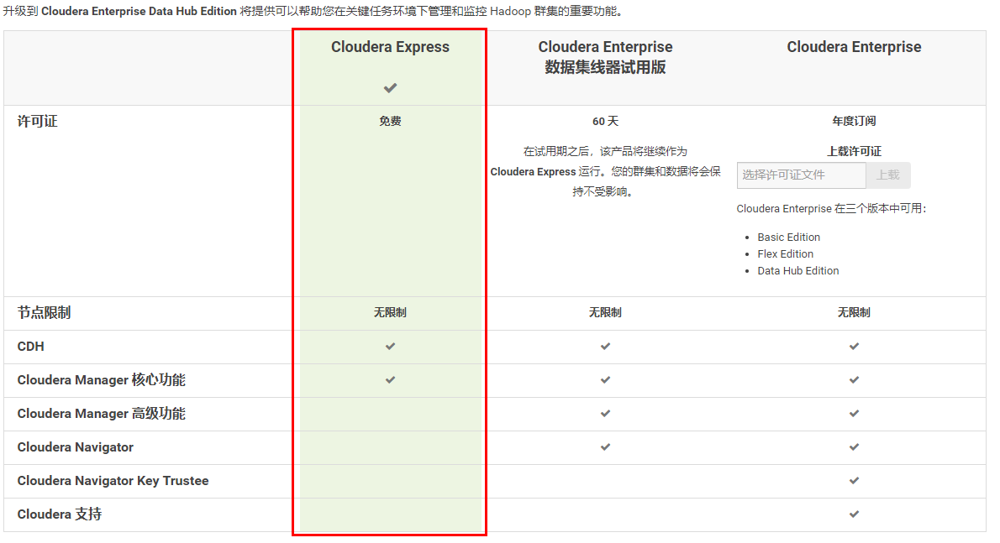 升级到 Cloudera Enterprise Data Hub Edition 将提供可以帮助您在关键任务环境下管理和监控 Hadoop 群集的重要功能。
Cloudera Express
Cloudera Enterprise
数据集线器试用版
Cloudera Enterprise
许可证
免费
60 天
在试用期之后，该产品将继续作为
Cloudera Express 运行。您的群集和数据将会保
持不受影响。
年度订阅
上载许可证
选择许可证文件
上载
Cloudera Enterprise 在三个版本中可用：
Basic Edition
Flex Edition
Data Hub Edition
节点限制
无限制
无限制
无限制
CDH
Cloudera Manager 核心功能
Cloudera Manager 高级功能
Cloudera Navigator
Cloudera Navigator Key Trustee
Cloudera 支持